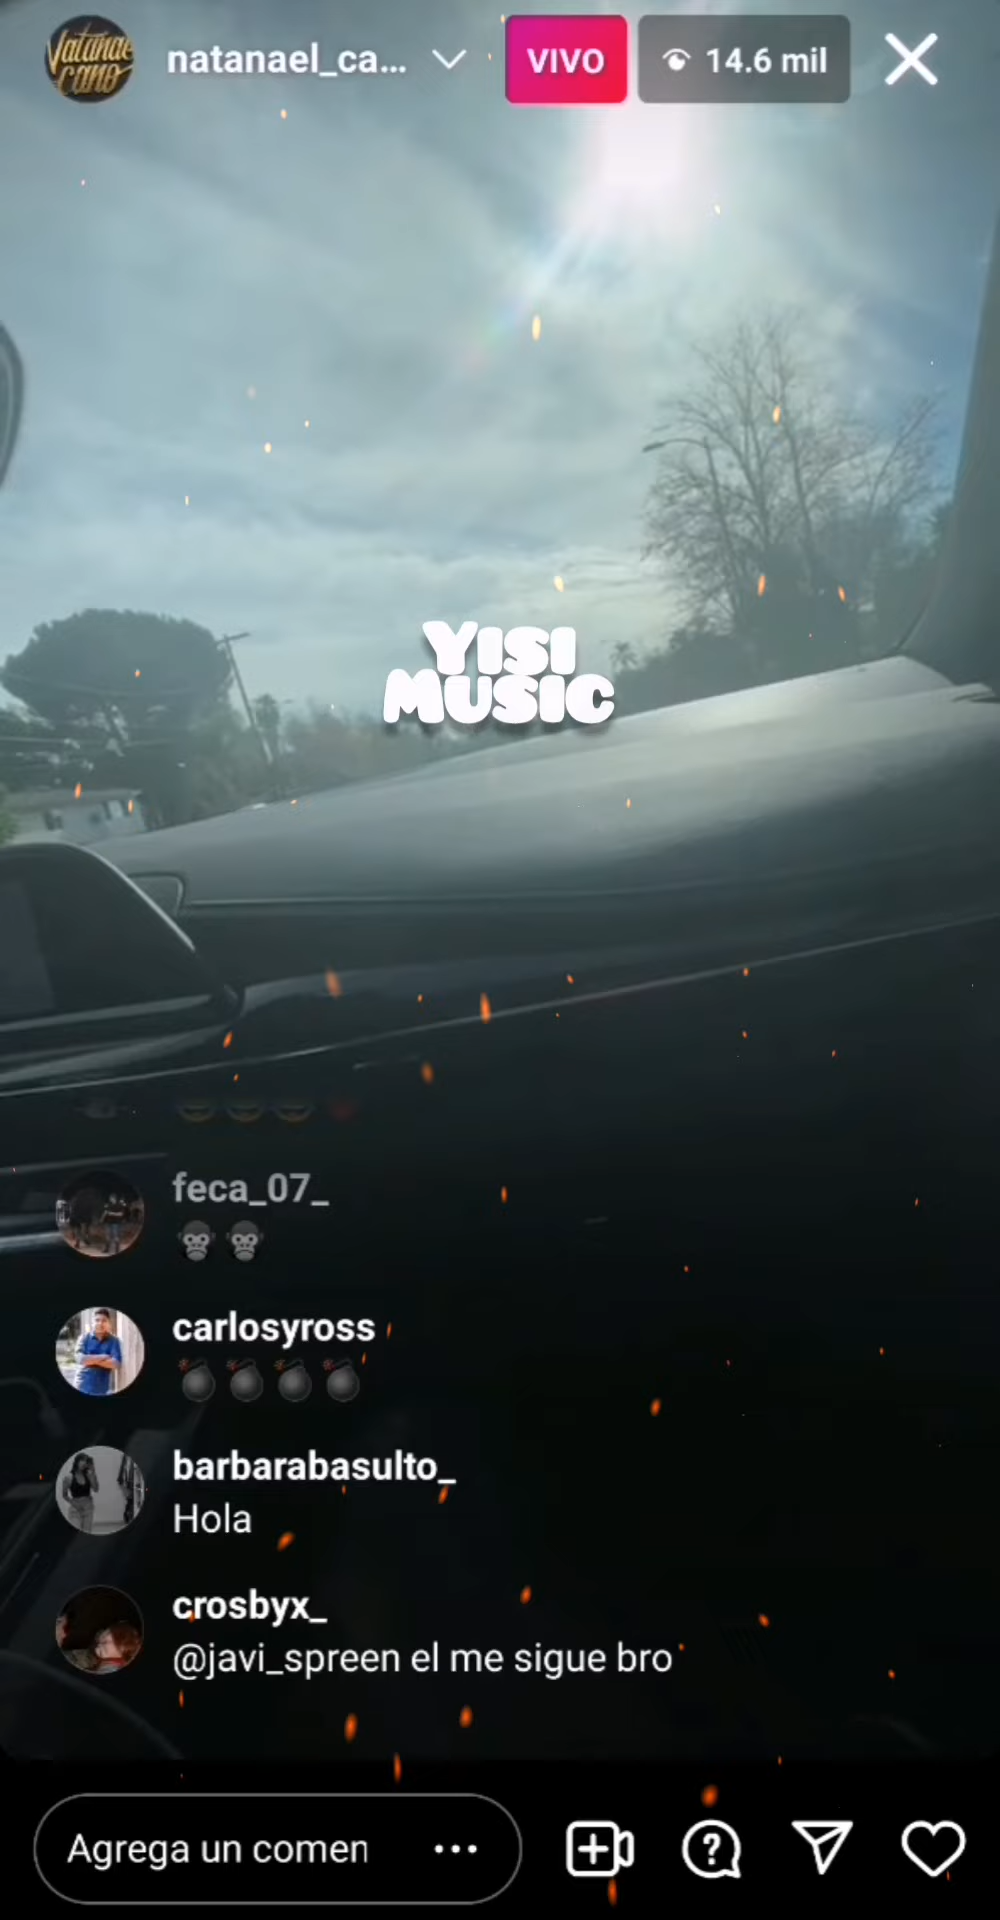 Natanael
Cano
natanael_ca...
VIVO
14.6 mil
YISI
MUSIC
feca_07_
carlosyross
barbarabasulto_
Hola
crosbyx_
@javi_spreen el me sigue bro
Agrega un comen